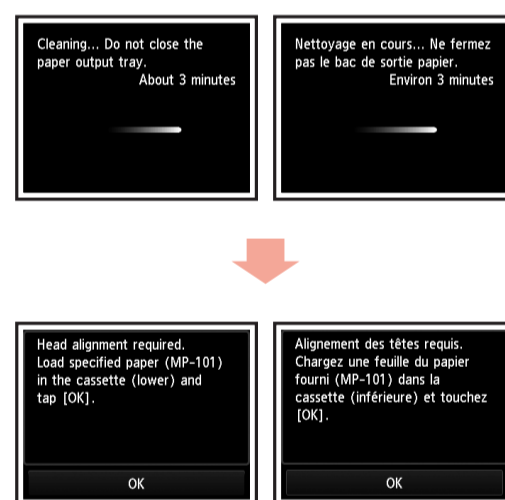 Cleaning... Do not close the
paper output tray.
About 3 minutes
Nettoyage en cours... Ne fermez
pas le bac de sortie papier.
Environ 3 minutes
Head alignment required.
Load specified paper (MP-101)
in the cassette (lower) and
tap [OK].
OK
Alignement des têtes requis.
Chargez une feuille du papier
fourni (MP-101) dans la
cassette (inférieure) et touchez
[OK].
OK